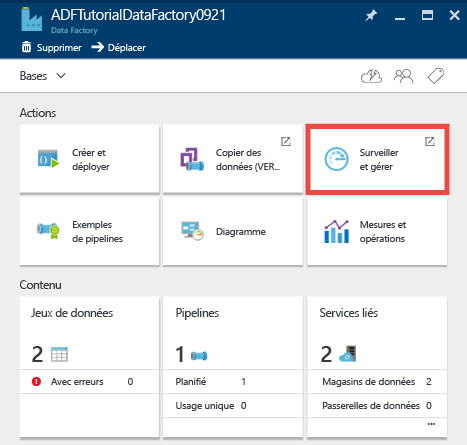 ADFTutorialDataFactory0921
Data Factory
Supprimer Déplacer
Bases
Actions
Créer et
déployer
Copier des
données (VER...
Surveiller
et gérer
Exemples
de pipelines
Diagramme
Mesures et
opérations
Contenu
Jeux de données
2
Avec erreurs 0
Pipelines
1
Planifié 1
Usage unique 0
Services liés
2
Magasins de données 2
Passerelles de données 0
...